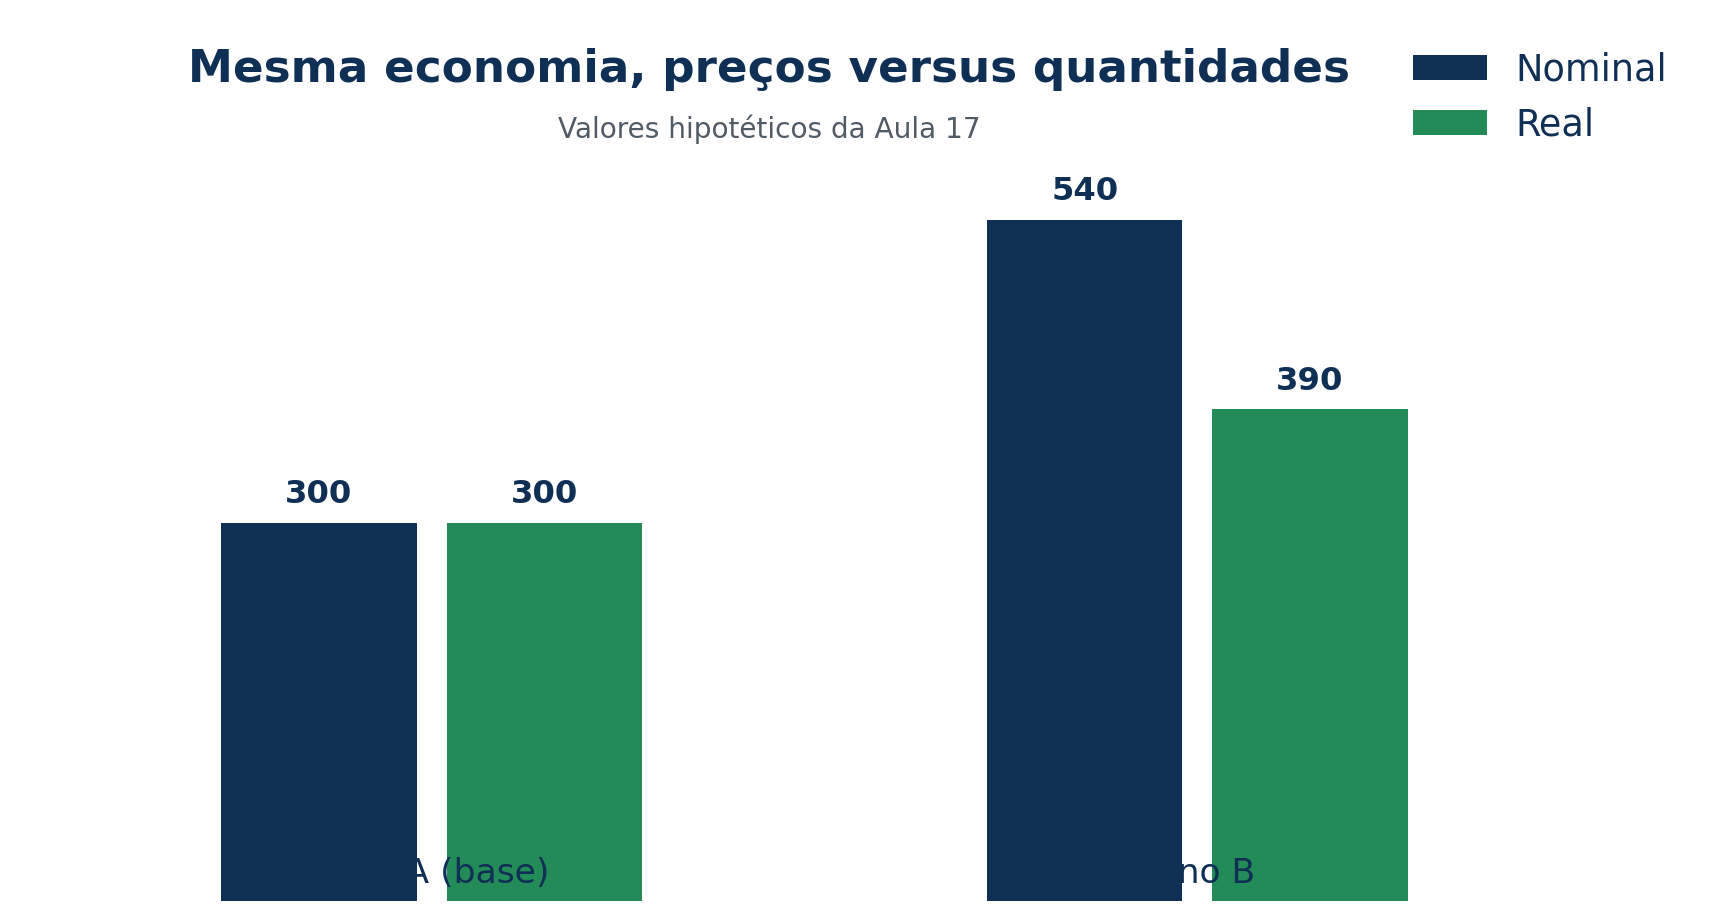 Mesma economia, preços versus quantidades
Valores hipotéticos da Aula 17
Nominal
Real
540
390
300
300
A (base)
no B